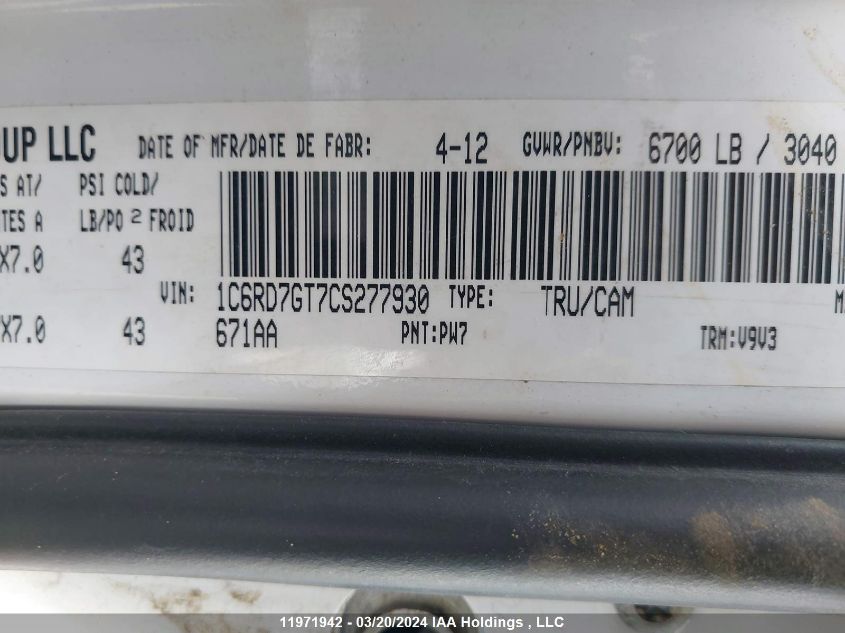 OUP LLC DATE OF MFR/DATE DE FABR: 4-12 GVWR/PNBV: 6700 LB / 3040
S AT/ PSI COLD/
TES A LB/PO 2 FROID
X7.0 43
VIN: 1C6RD7GT7CS277930 TYPE: TRU/CAM
X7.0 43 671AA PNT:PW7 TRM:V9V3
11971942 - 03/20/2024 IAA Holdings , LLC